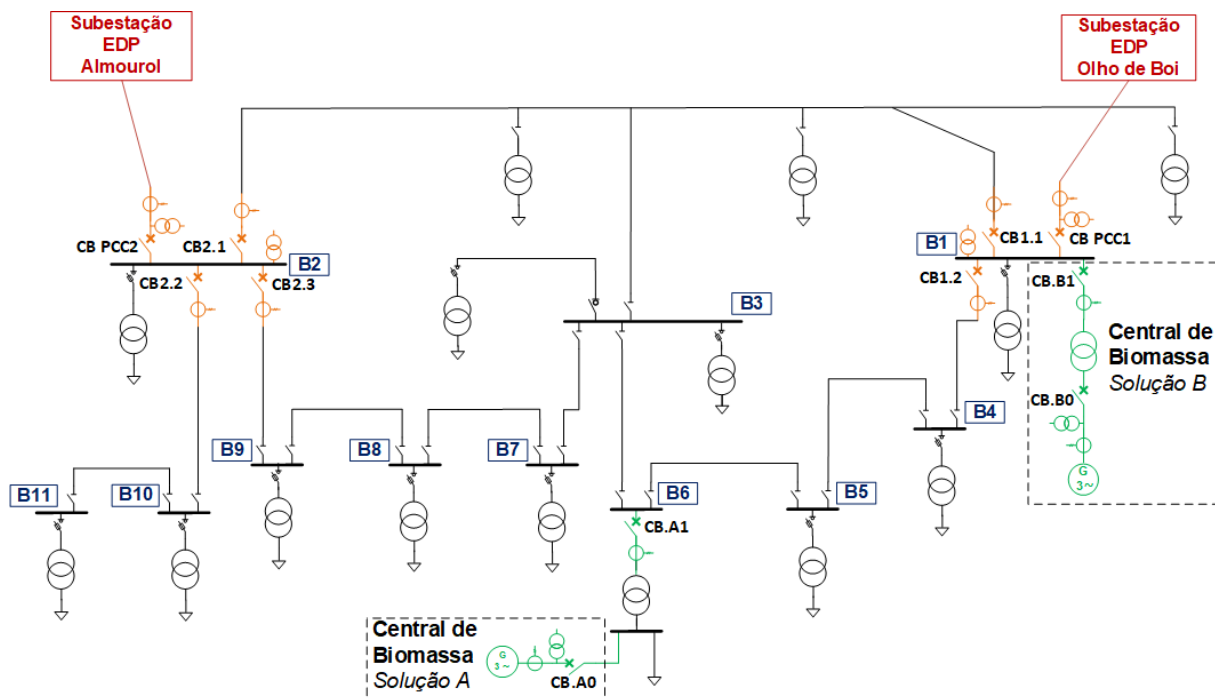 Subestação
EDP
Almourol
Subestação
EDP
Olho de Boi
CB PCC2
CB2.1
B2
CB2.2
CB2.3
B1
CB1.1
CB PCC1
CB1.2
CB.B1
B3
Central de
Biomassa
Solução B
CB.B0
G
3~
B4
B9
B8
B7
B11
B10
B6
B5
CB.A1
Central de
Biomassa
Solução A
G
3~
CB.A0